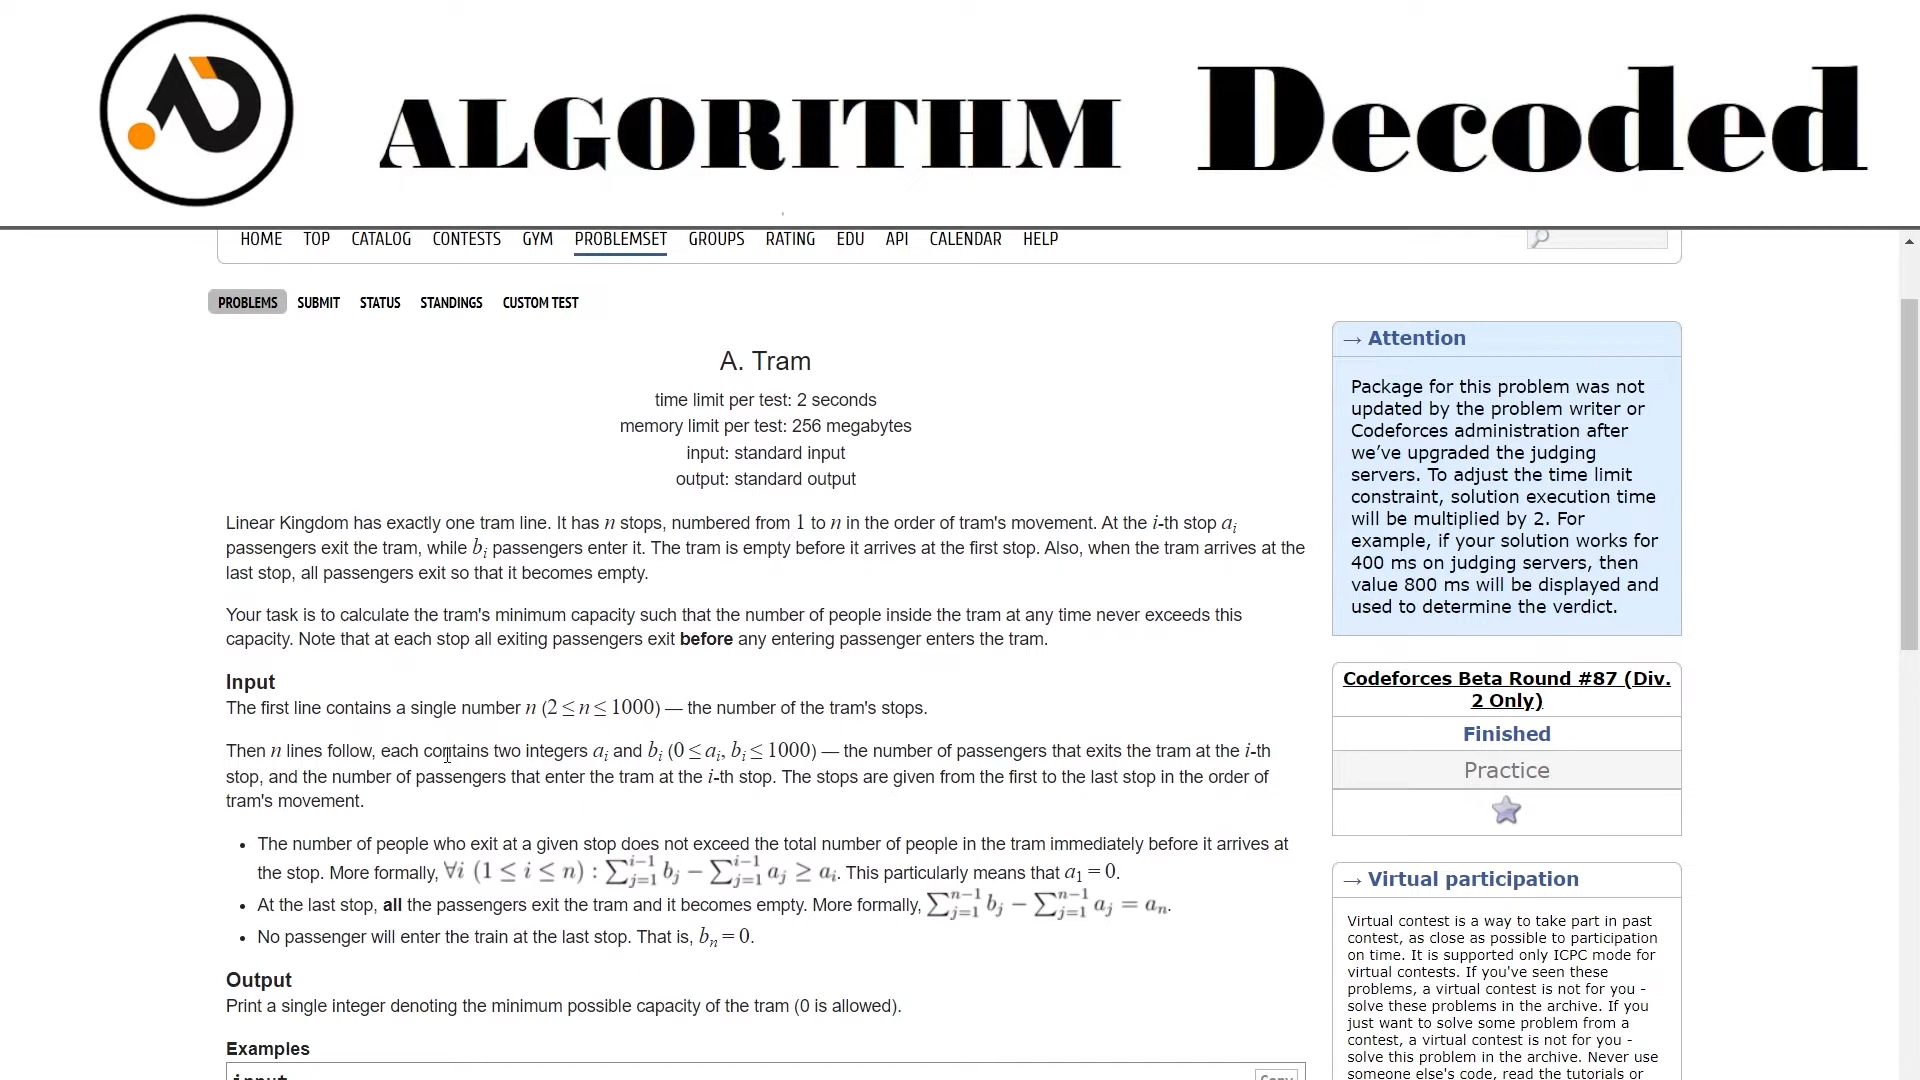 AD
ALGORITHM Decoded
HOME TOP CATALOG CONTESTS GYM PROBLEMSET GROUPS RATING EDU API CALENDAR HELP
PROBLEMS SUBMIT STATUS STANDINGS CUSTOM TEST
A. Tram
time limit per test: 2 seconds
memory limit per test: 256 megabytes
input: standard input
output: standard output
Linear Kingdom has exactly one tram line. It has n stops, numbered from 1 to n in the order of tram's movement. At the i-th stop aᵢ
passengers exit the tram, while bᵢ passengers enter it. The tram is empty before it arrives at the first stop. Also, when the tram arrives at the
last stop, all passengers exit so that it becomes empty.
Your task is to calculate the tram's minimum capacity such that the number of people inside the tram at any time never exceeds this
capacity. Note that at each stop all exiting passengers exit before any entering passenger enters the tram.
Input
The first line contains a single number n (2 ≤ n ≤ 1000) — the number of the tram's stops.
Then n lines follow, each contains two integers aᵢ and bᵢ (0 ≤ aᵢ, bᵢ ≤ 1000) — the number of passengers that exits the tram at the i-th
stop, and the number of passengers that enter the tram at the i-th stop. The stops are given from the first to the last stop in the order of
tram's movement.
• The number of people who exit at a given stop does not exceed the total number of people in the tram immediately before it arrives at
the stop. More formally, ∀i (1 ≤ i ≤ n) : ∑_{j=1}^{i−1} b_j − ∑_{j=1}^{i−1} a_j ≥ a_i. This particularly means that a₁ = 0.
• At the last stop, all the passengers exit the tram and it becomes empty. More formally, ∑_{j=1}^{n−1} b_j − ∑_{j=1}^{n−1} a_j = a_n.
• No passenger will enter the train at the last stop. That is, bₙ = 0.
Output
Print a single integer denoting the minimum possible capacity of the tram (0 is allowed).
Examples
input
Copy
→ Attention
Package for this problem was not
updated by the problem writer or
Codeforces administration after
we've upgraded the judging
servers. To adjust the time limit
constraint, solution execution time
will be multiplied by 2. For
example, if your solution works for
400 ms on judging servers, then
value 800 ms will be displayed and
used to determine the verdict.
Codeforces Beta Round #87 (Div.
2 Only)
Finished
Practice
→ Virtual participation
Virtual contest is a way to take part in past
contest, as close as possible to participation
on time. It is supported only ICPC mode for
virtual contests. If you've seen these
problems, a virtual contest is not for you -
solve these problems in the archive. If you
just want to solve some problem from a
contest, a virtual contest is not for you -
solve this problem in the archive. Never use
someone else's code, read the tutorials or